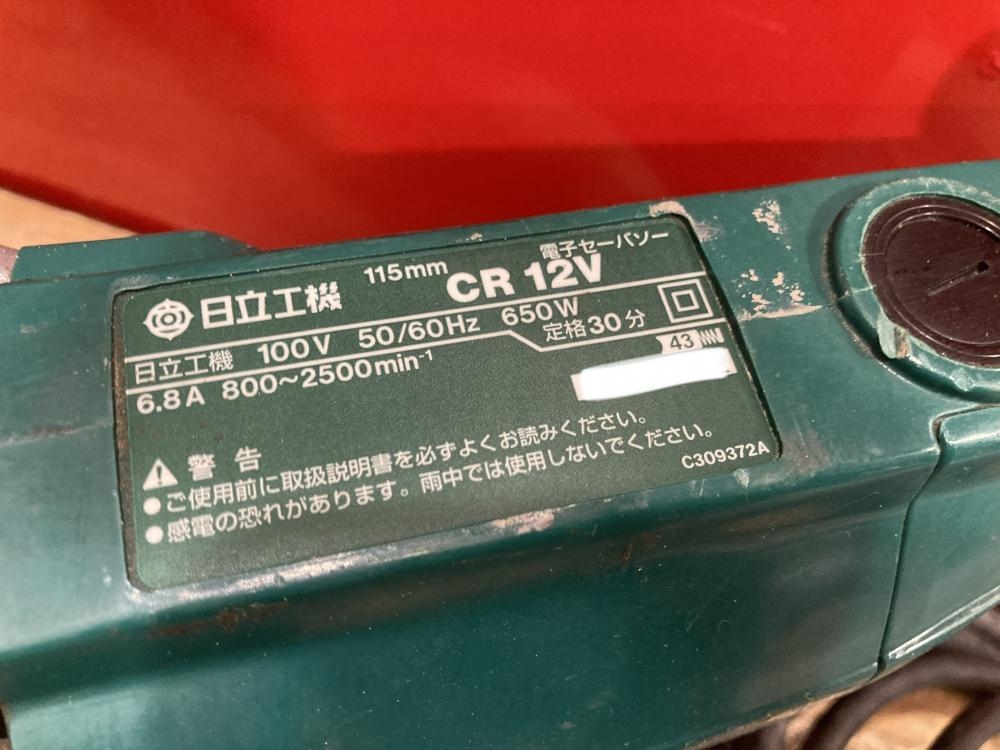 日立工機 115mm 電子セーバソー
CR 12V
日立工機 100V 50/60Hz 650W
6.8A 800～2500min⁻¹ 定格30分
43
警告
●ご使用前に取扱説明書を必ずよくお読みください。
●感電の恐れがあります。雨中では使用しないでください。
C309372A